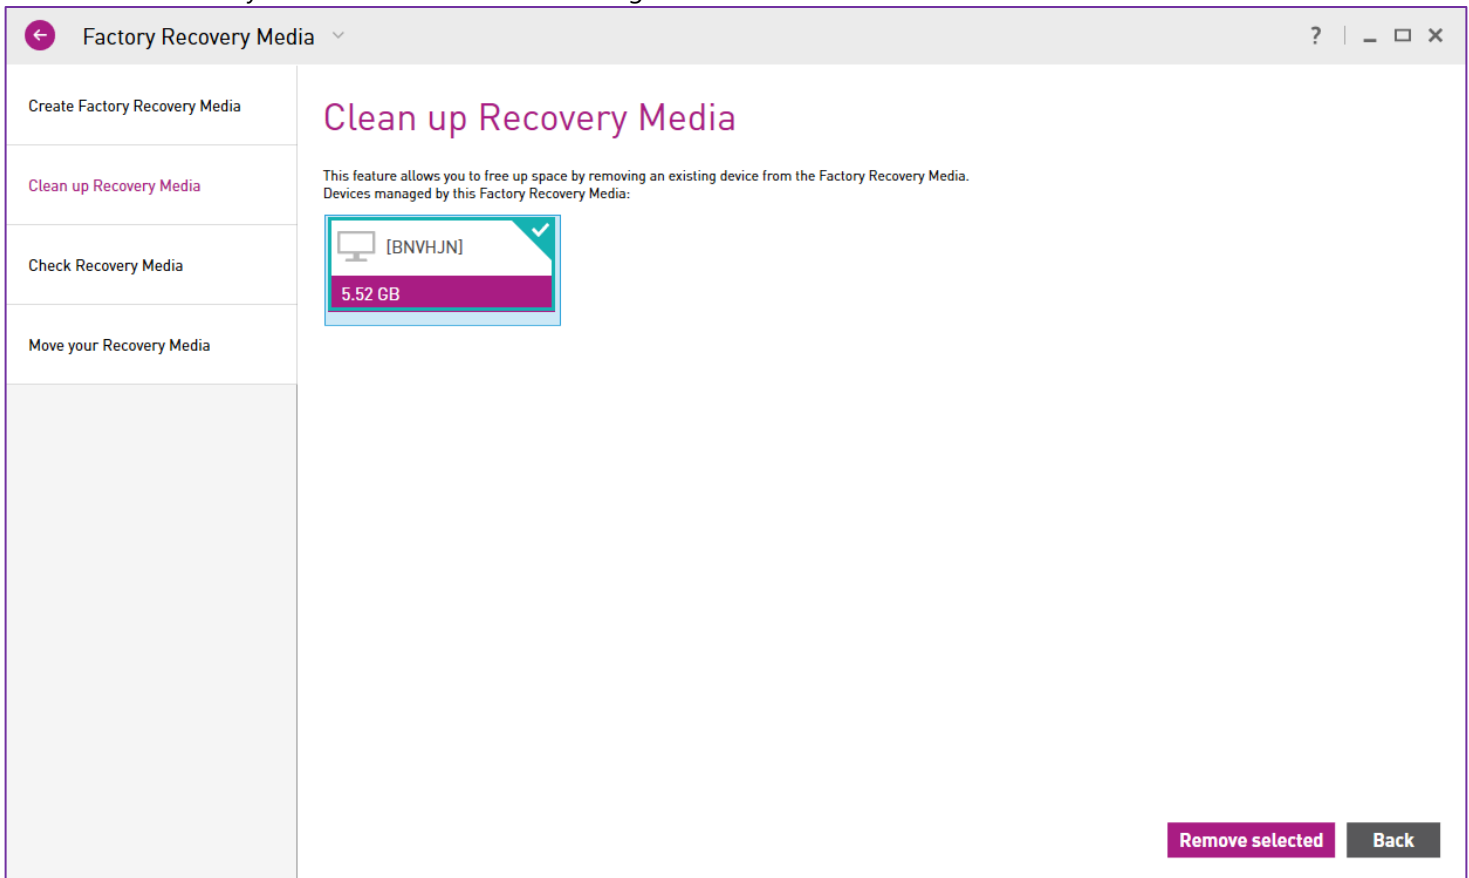 Factory Recovery Media
?
Create Factory Recovery Media
Clean up Recovery Media
Check Recovery Media
Move your Recovery Media
Clean up Recovery Media
This feature allows you to free up space by removing an existing device from the Factory Recovery Media.
Devices managed by this Factory Recovery Media:
[BNVHJN]
5.52 GB
Remove selected
Back